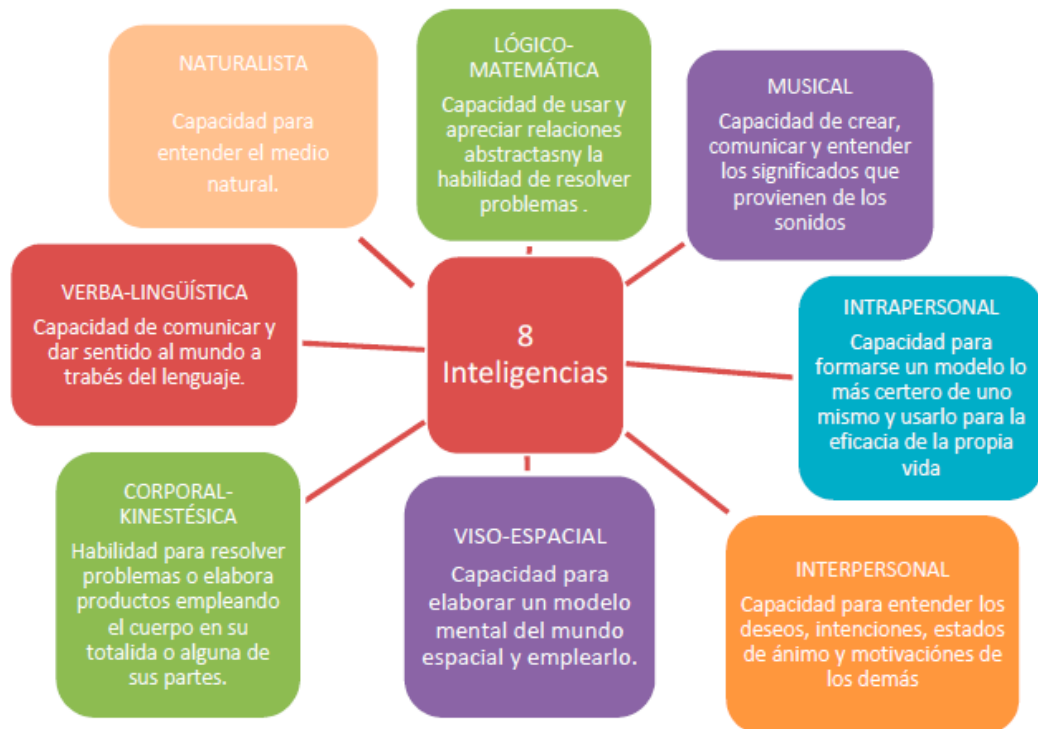 NATURALISTA
Capacidad para
entender el medio
natural.
LÓGICO-
MATEMÁTICA
Capacidad de usar y
apreciar relaciones
abstractasny la
habilidad de resolver
problemas .
MUSICAL
Capacidad de crear,
comunicar y entender
los significados que
provienen de los
sonidos
VERBA-LINGÜÍSTICA
Capacidad de comunicar y
dar sentido al mundo a
trabés del lenguaje.
8
Inteligencias
INTRAPERSONAL
Capacidad para
formarse un modelo lo
más certero de uno
mismo y usarlo para la
eficacia de la propia
vida
CORPORAL-
KINESTÉSICA
Habilidad para resolver
problemas o elabora
productos empleando
el cuerpo en su
totalida o alguna de
sus partes.
VISO-ESPACIAL
Capacidad para
elaborar un modelo
mental del mundo
espacial y emplearlo.
INTERPERSONAL
Capacidad para entender los
deseos, intenciones, estados
de ánimo y motivaciónes de
los demás